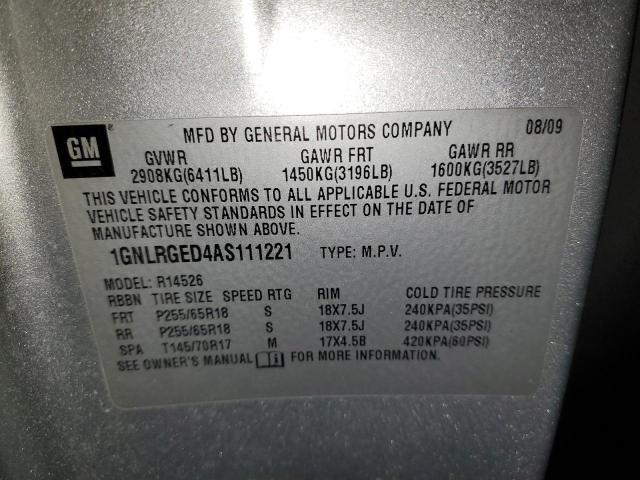 GM
MFD BY GENERAL MOTORS COMPANY 08/09
GVWR GAWR FRT GAWR RR
2908KG(6411LB) 1450KG(3196LB) 1600KG(3527LB)
THIS VEHICLE CONFORMS TO ALL APPLICABLE U.S. FEDERAL MOTOR
VEHICLE SAFETY STANDARDS IN EFFECT ON THE DATE OF
MANUFACTURE SHOWN ABOVE.
1GNLRGED4AS111221 TYPE: M.P.V.
MODEL: R14526
RBBN TIRE SIZE SPEED RTG RIM COLD TIRE PRESSURE
FRT P255/65R18 S 18X7.5J 240KPA(35PSI)
RR P255/65R18 S 18X7.5J 240KPA(35PSI)
SPA T145/70R17 M 17X4.5B 420KPA(60PSI)
SEE OWNER'S MANUAL FOR MORE INFORMATION.